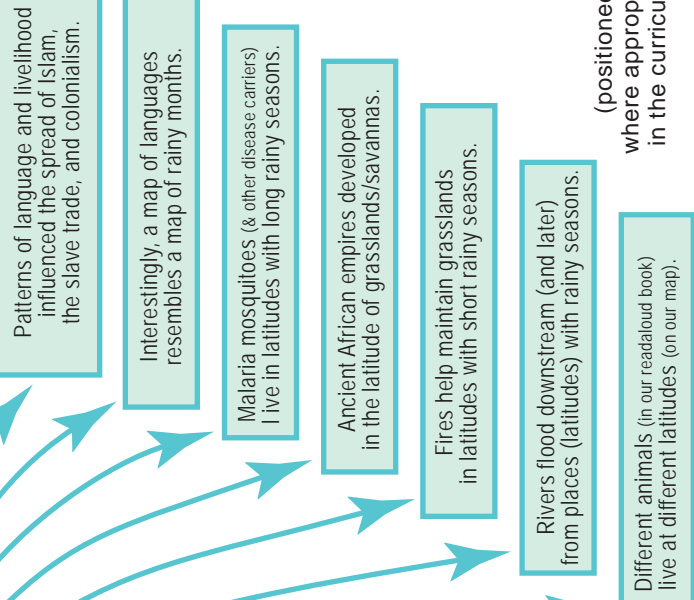 Patterns of language and livelihood
influenced the spread of Islam,
the slave trade, and colonialism.
Interestingly, a map of languages
resembles a map of rainy months.
Malaria mosquitoes (& other disease carriers)
l ive in latitudes with long rainy seasons.
Ancient African empires developed
in the latitude of grasslands/savannas.
Fires help maintain grasslands
in latitudes with short rainy seasons.
Rivers flood downstream (and later)
from places (latitudes) with rainy seasons.
Different animals (in our readaloud book)
live at different latitudes (on our map).
(positioned
where approp
in the curricu